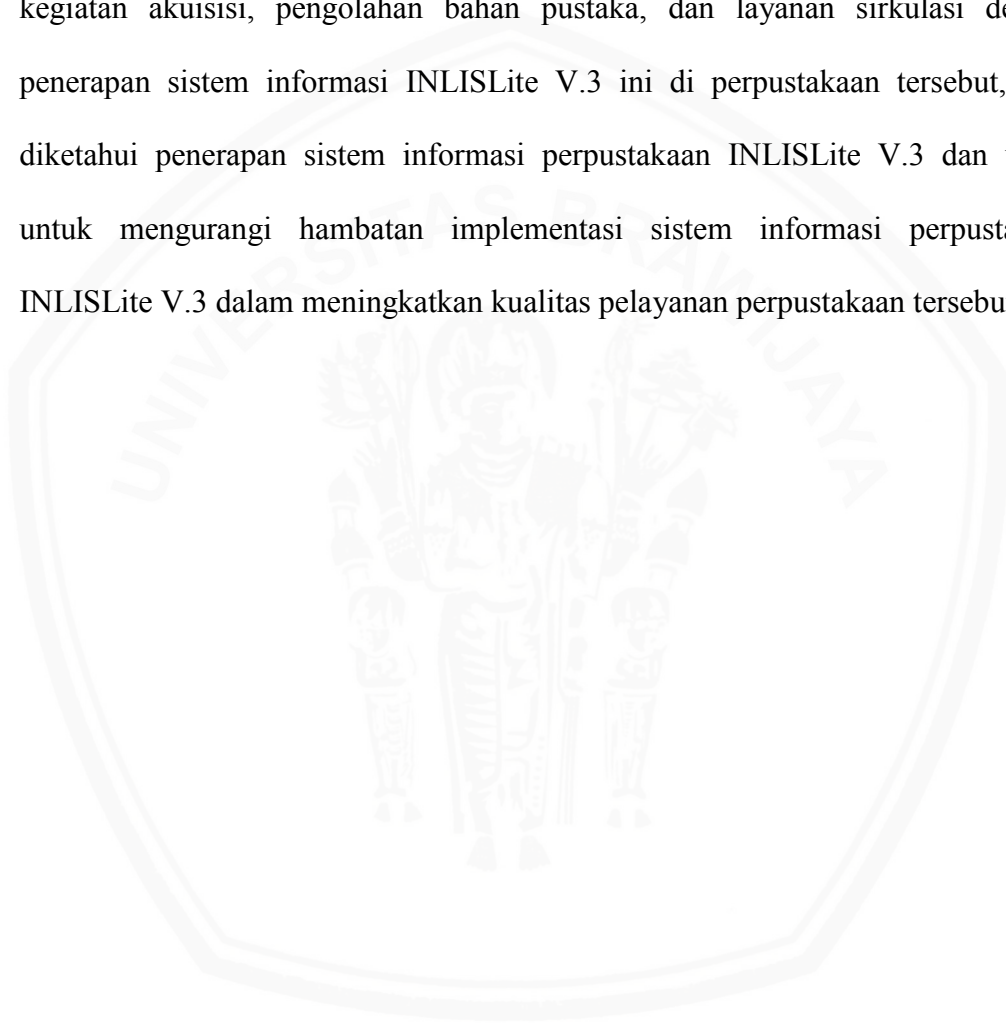 kegiatan akuisisi, pengolahan bahan pustaka, dan layanan sirkulasi
penerapan sistem informasi INLISLite V.3 ini di perpustakaan tersebut,
diketahui penerapan sistem informasi perpustakaan INLISLite V.3 dan
untuk mengurangi hambatan implementasi sistem informasi
INLISLite V.3 dalam meningkatkan kualitas pelayanan perpustakaan
UNIVERSITAS BRAWIJAYA